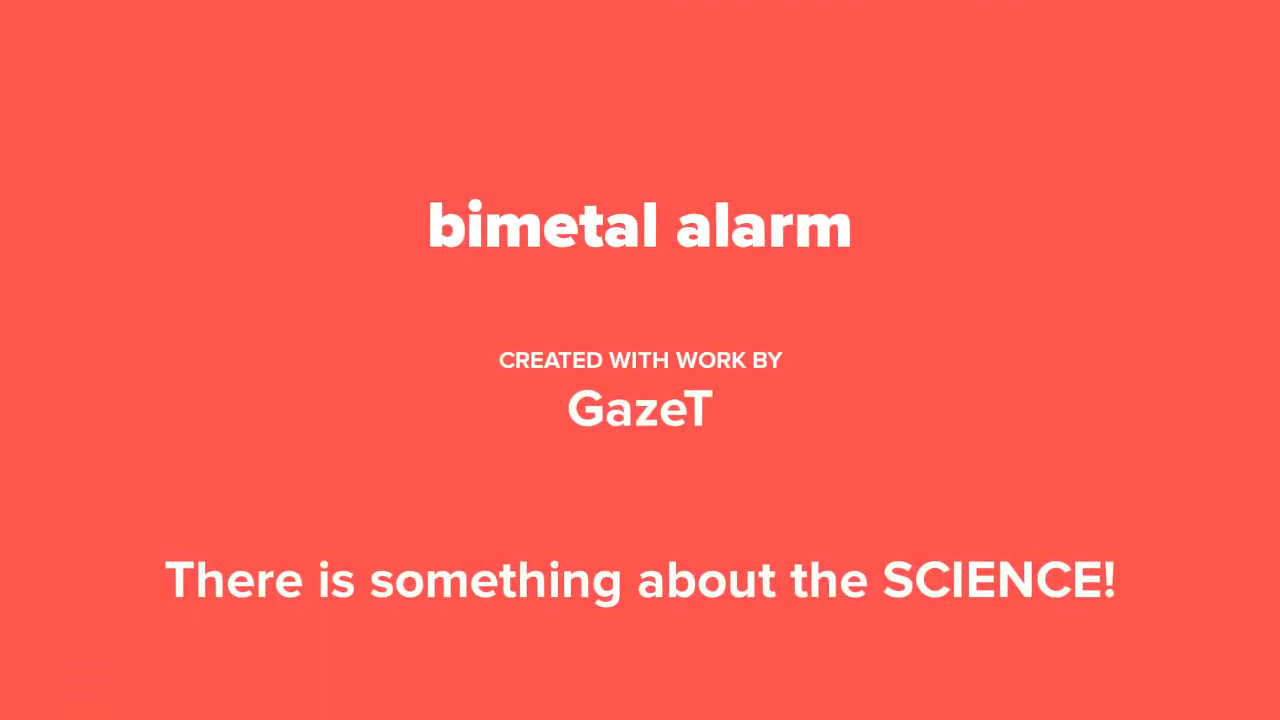 bimetal alarm
CREATED WITH WORK BY
GazeT
There is something about the SCIENCE!